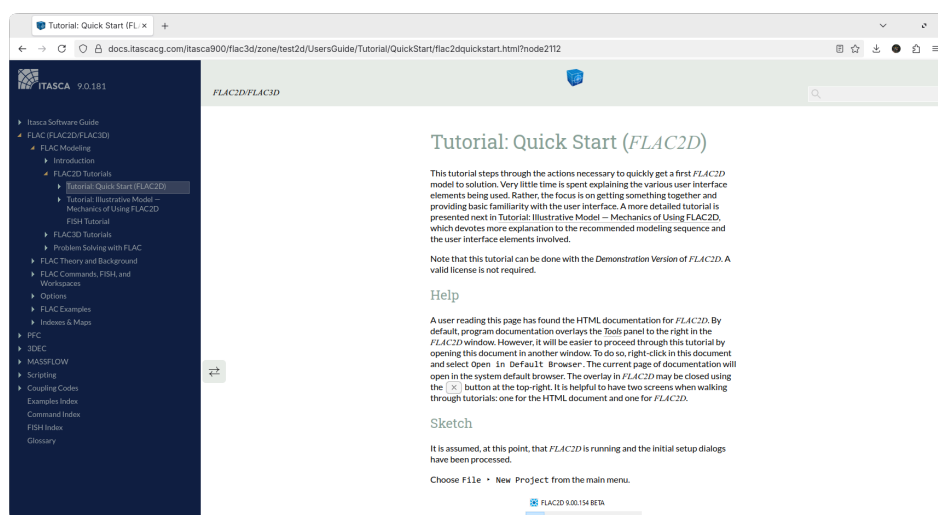 Tutorial: Quick Start (FL
docs.itascacg.com/itasca900/flac3d/zone/test2d/UsersGuide/Tutorial/QuickStart/flac2dquickstart.html?node2112
ITASCA 9.0.181
FLAC2D/FLAC3D
Itasca Software Guide
FLAC (FLAC2D/FLAC3D)
FLAC Modeling
Introduction
FLAC2D Tutorials
Tutorial: Quick Start (FLAC2D)
Tutorial: Illustrative Model —
Mechanics of Using FLAC2D
FISH Tutorial
FLAC3D Tutorials
Problem Solving with FLAC
FLAC Theory and Background
FLAC Commands, FISH, and
Workspaces
Options
FLAC Examples
Indexes & Maps
PFC
3DEC
MASSFLOW
Scripting
Coupling Codes
Examples Index
Command Index
FISH Index
Glossary
Tutorial: Quick Start (FLAC2D)
This tutorial steps through the actions necessary to quickly get a first FLAC2D
model to solution. Very little time is spent explaining the various user interface
elements being used. Rather, the focus is on getting something together and
providing basic familiarity with the user interface. A more detailed tutorial is
presented next in Tutorial: Illustrative Model — Mechanics of Using FLAC2D,
which devotes more explanation to the recommended modeling sequence and
the user interface elements involved.
Note that this tutorial can be done with the Demonstration Version of FLAC2D. A
valid license is not required.
Help
A user reading this page has found the HTML documentation for FLAC2D. By
default, program documentation overlays the Tools panel to the right in the
FLAC2D window. However, it will be easier to proceed through this tutorial by
opening this document in another window. To do so, right-click in this document
and select Open in Default Browser. The current page of documentation will
open in the system default browser. The overlay in FLAC2D may be closed using
the × button at the top-right. It is helpful to have two screens when walking
through tutorials: one for the HTML document and one for FLAC2D.
Sketch
It is assumed, at this point, that FLAC2D is running and the initial setup dialogs
have been processed.
Choose File ‣ New Project from the main menu.
FLAC2D 9.00.154 BETA